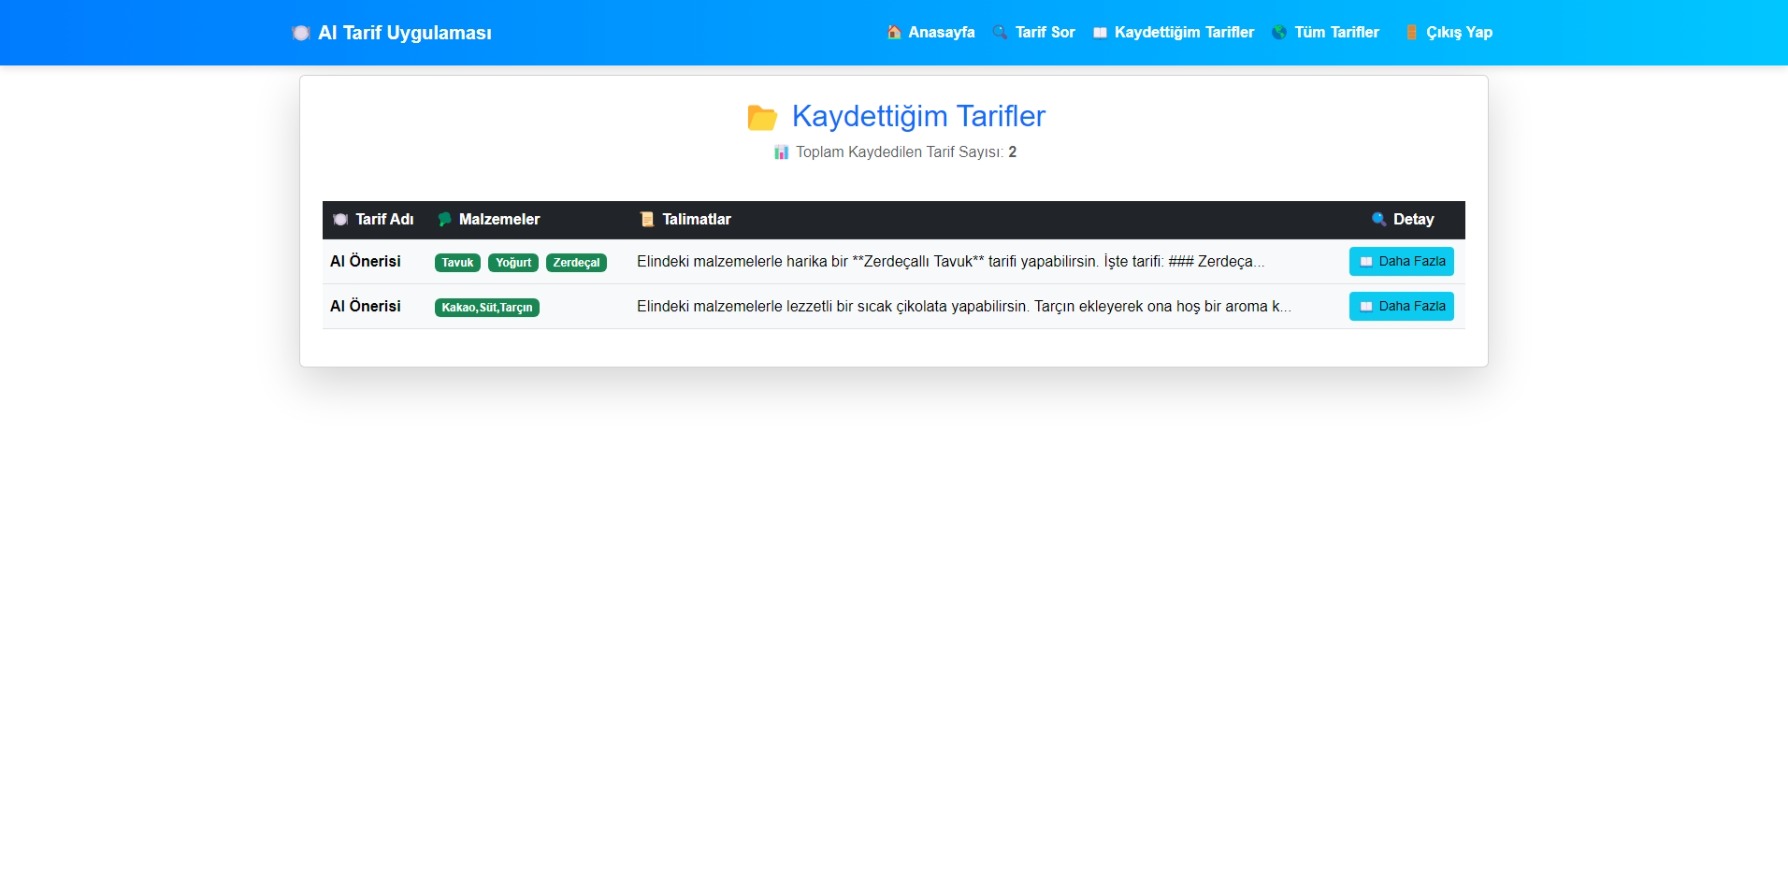 AI Tarif Uygulaması Anasayfa Tarif Sor Kaydettiğim Tarifler Tüm Tarifler Çıkış Yap
Kaydettiğim Tarifler
Toplam Kaydedilen Tarif Sayısı: 2
Tarif Adı Malzemeler Talimatlar Detay
AI Önerisi Tavuk Yoğurt Zerdeçal Elindeki malzemelerle harika bir **Zerdeçallı Tavuk** tarifi yapabilirsin. İşte tarifi: ### Zerdeça... Daha Fazla
AI Önerisi Kakao,Süt,Tarçın Elindeki malzemelerle lezzetli bir sıcak çikolata yapabilirsin. Tarçın ekleyerek ona hoş bir aroma k... Daha Fazla